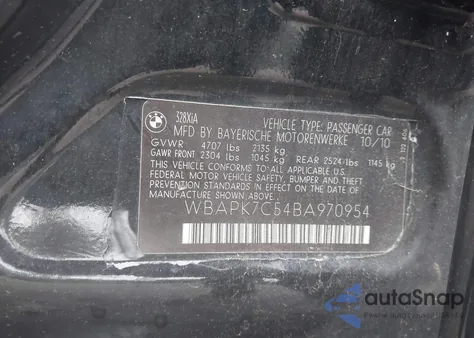 328XiA
VEHICLE TYPE: PASSENGER CAR
MFD BY BAYERISCHE MOTORENWERKE 10/10
GVWR 4707 lbs 2135 kg
GAWR FRONT 2304 lbs 1045 kg REAR 2524 lbs 1145 kg
THIS VEHICLE CONFORMS TO ALL APPLICABLE
FEDERAL MOTOR VEHICLE SAFETY, BUMPER AND THEFT
PREVENTION STANDARDS IN EFFECT ON THE DATE OF
MANUFACTURE SHOWN ABOVE.
WBAPK7C54BA970954
autoSnap